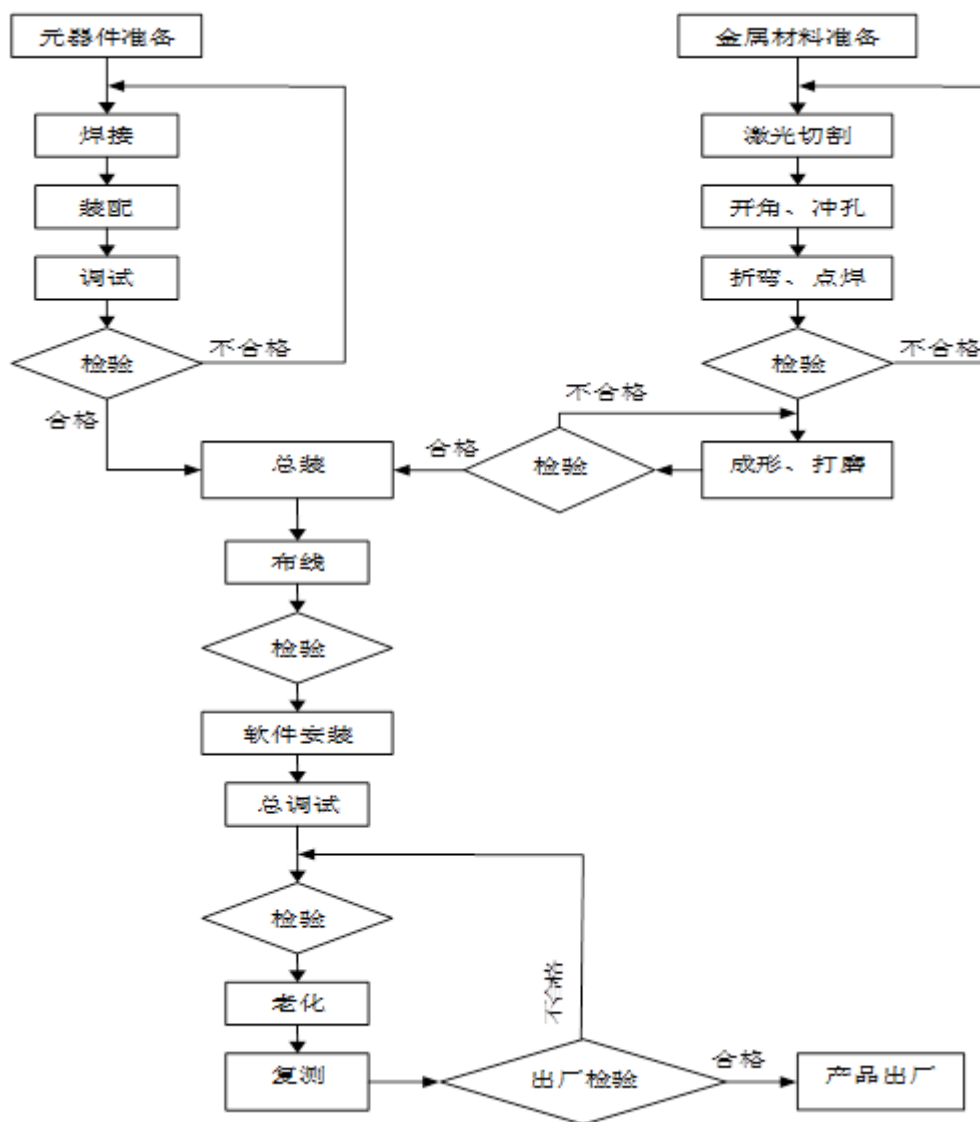 元器件准备
金属材料准备
焊接
激光切割
装配
开角、冲孔
调试
折弯、点焊
检验
不合格
检验
不合格
合格
不合格
总装
合格
检验
成形、打磨
布线
检验
软件安装
总调试
检验
不合格
老化
复测
出厂检验
合格
产品出厂